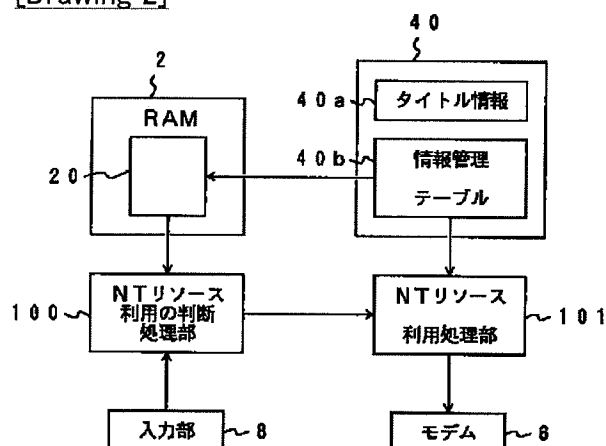 [Drawing 2]
40
2
RAM
40a
タイトル情報
40b
情報管理
テーブル
20
100
NTリソース
利用の判断
処理部
NTリソース
利用処理部
101
入力部
8
モデム
6